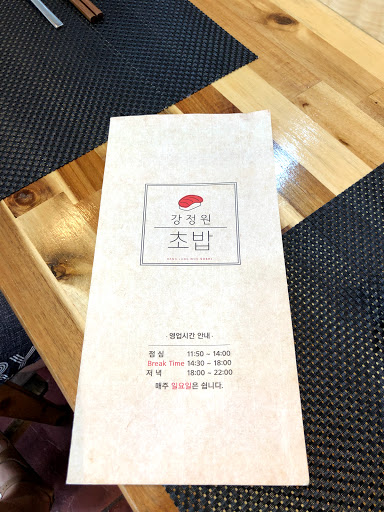 강정원
초밥
· 영업시간 안내 ·
점심 11:50 ~ 14:00
Break Time 14:30 ~ 18:00
저녁 18:00 ~ 22:00
매주 일요일은 쉽니다.